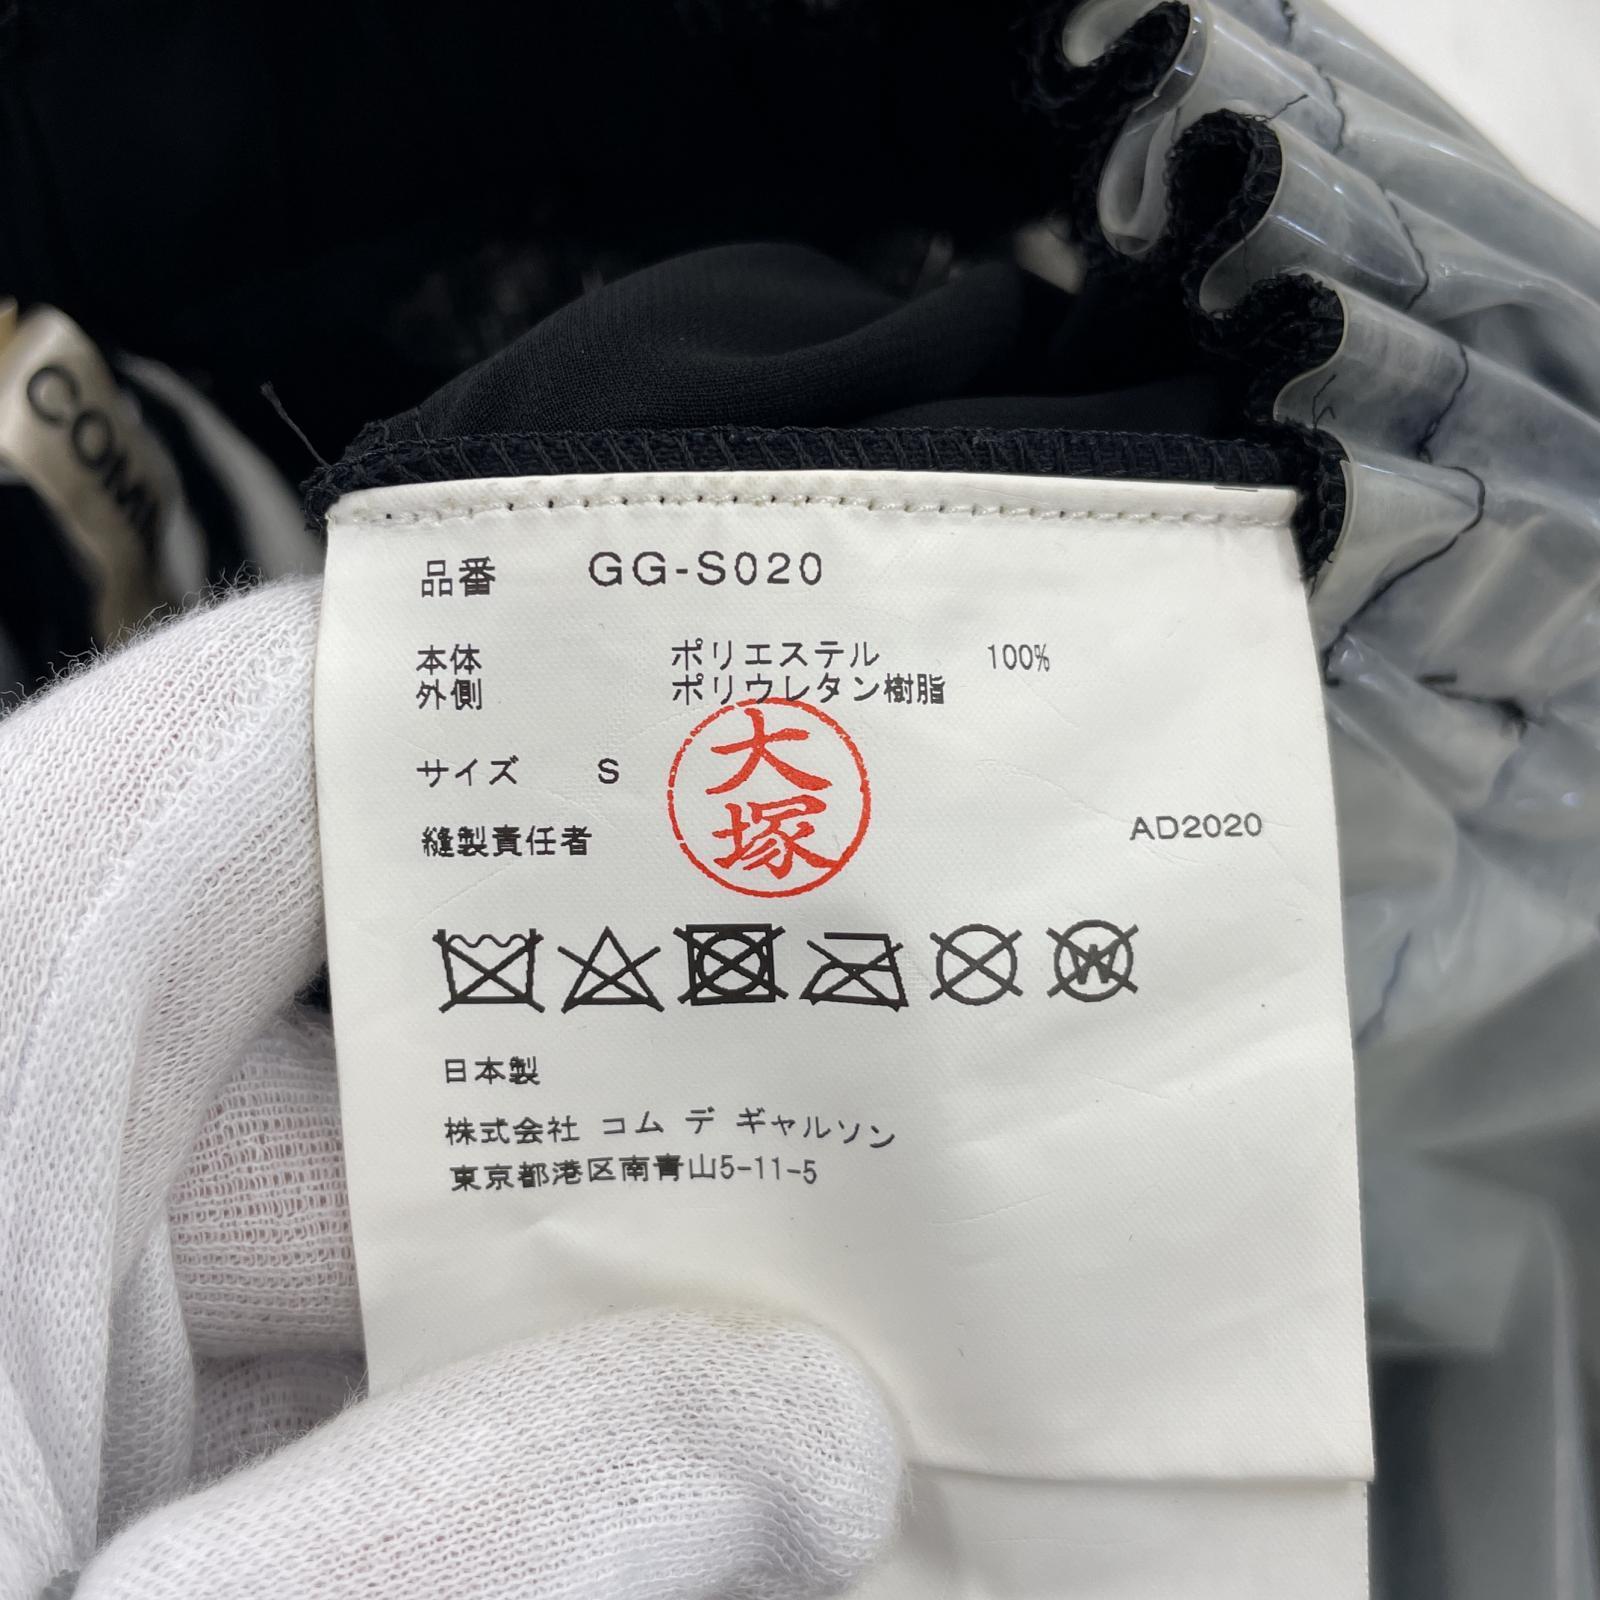 COMM
品番 GG-S020
本体 ポリエステル 100%
外側 ポリウレタン樹脂
サイズ S
大塚
縫製責任者
AD2020
W
日本製
株式会社 コム デ ギャルソン
東京都港区南青山5-11-5